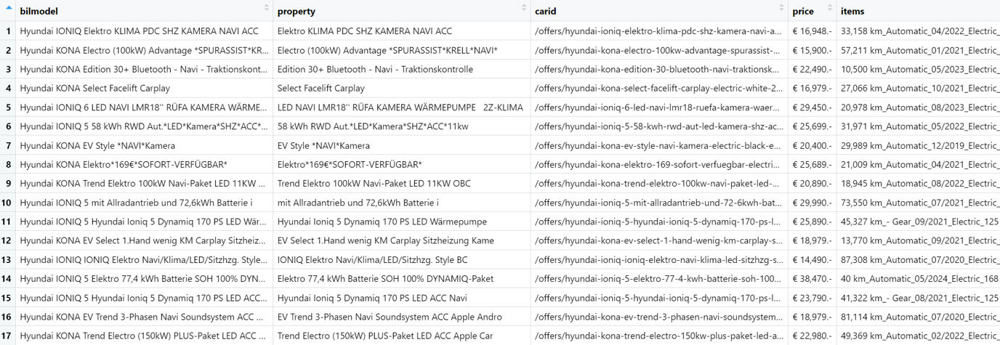 bilmodel property carid price items
1 Hyundai IONIQ Elektro KLIMA PDC SHZ KAMERA NAVI ACC Elektro KLIMA PDC SHZ KAMERA NAVI ACC /offers/hyundai-ioniq-elektro-klima-pdc-shz-kamera-navi-a... € 16,948.- 33,158 km_Automatic_04/2022_Electric_
2 Hyundai KONA Electro (100kW) Advantage *SPURASSIST*KR... Electro (100kW) Advantage *SPURASSIST*KRELL*NAVI* /offers/hyundai-kona-electro-100kw-advantage-spurassist-... € 15,900.- 57,211 km_Automatic_01/2021_Electric_
3 Hyundai KONA Edition 30+ Bluetooth - Navi - Traktionskont... Edition 30+ Bluetooth - Navi - Traktionskontrolle /offers/hyundai-kona-edition-30-bluetooth-navi-traktionsk... € 22,490.- 10,500 km_Automatic_05/2023_Electric_
4 Hyundai KONA Select Facelift Carplay Select Facelift Carplay /offers/hyundai-kona-select-facelift-carplay-electric-white-2... € 16,979.- 27,066 km_Automatic_10/2021_Electric_
5 Hyundai IONIQ 6 LED NAVI LMR18'' RÜFA KAMERA WÄRME... LED NAVI LMR18'' RÜFA KAMERA WÄRMEPUMPE 2Z-KLIMA /offers/hyundai-ioniq-6-led-navi-lmr18-ruefa-kamera-waer... € 29,450.- 20,978 km_Automatic_08/2023_Electric_
6 Hyundai IONIQ 5 58 kWh RWD Aut.*LED*Kamera*SHZ*ACC*... 58 kWh RWD Aut.*LED*Kamera*SHZ*ACC*11kw /offers/hyundai-ioniq-5-58-kwh-rwd-aut-led-kamera-shz-ac... € 25,699.- 31,971 km_Automatic_05/2022_Electric_
7 Hyundai KONA EV Style *NAVI*Kamera EV Style *NAVI*Kamera /offers/hyundai-kona-ev-style-navi-kamera-electric-black-e... € 20,400.- 29,989 km_Automatic_12/2019_Electric_
8 Hyundai KONA Elektro*169€*SOFORT-VERFÜGBAR* Elektro*169€*SOFORT-VERFÜGBAR* /offers/hyundai-kona-elektro-169-sofort-verfuegbar-electri... € 25,689.- 21,009 km_Automatic_04/2021_Electric_
9 Hyundai KONA Trend Elektro 100kW Navi-Paket LED 11KW ... Trend Elektro 100kW Navi-Paket LED 11KW OBC /offers/hyundai-kona-trend-elektro-100kw-navi-paket-led-... € 20,890.- 18,945 km_Automatic_08/2022_Electric_
10 Hyundai IONIQ 5 mit Allradantrieb und 72,6kWh Batterie i mit Allradantrieb und 72,6kWh Batterie i /offers/hyundai-ioniq-5-mit-allradantrieb-und-72-6kwh-bat... € 29,990.- 73,550 km_Automatic_07/2021_Electric_
11 Hyundai IONIQ 5 Hyundai Ioniq 5 Dynamiq 170 PS LED Wär... Hyundai Ioniq 5 Dynamiq 170 PS LED Wärmepumpe /offers/hyundai-ioniq-5-hyundai-ioniq-5-dynamiq-170-ps-l... € 25,890.- 45,327 km_- Gear_09/2021_Electric_125
12 Hyundai KONA EV Select 1.Hand wenig KM Carplay Sitzheiz... EV Select 1.Hand wenig KM Carplay Sitzheizung Kame /offers/hyundai-kona-ev-select-1-hand-wenig-km-carplay-s... € 18,979.- 13,770 km_Automatic_09/2021_Electric_
13 Hyundai IONIQ IONIQ Elektro Navi/Klima/LED/Sitzhzg. Style... IONIQ Elektro Navi/Klima/LED/Sitzhzg. Style BC /offers/hyundai-ioniq-ioniq-elektro-navi-klima-led-sitzhzg-s... € 14,490.- 87,308 km_Automatic_07/2020_Electric_
14 Hyundai IONIQ 5 Elektro 77,4 kWh Batterie SOH 100% DYN... Elektro 77,4 kWh Batterie SOH 100% DYNAMIQ-Paket /offers/hyundai-ioniq-5-elektro-77-4-kwh-batterie-soh-100... € 38,470.- 40 km_Automatic_05/2024_Electric_168
15 Hyundai IONIQ 5 Hyundai Ioniq 5 Dynamiq 170 PS LED ACC... Hyundai Ioniq 5 Dynamiq 170 PS LED ACC Navi /offers/hyundai-ioniq-5-hyundai-ioniq-5-dynamiq-170-ps-l... € 23,790.- 41,322 km_- Gear_08/2021_Electric_125
16 Hyundai KONA EV Trend 3-Phasen Navi Soundsystem ACC ... EV Trend 3-Phasen Navi Soundsystem ACC Apple Andro /offers/hyundai-kona-ev-trend-3-phasen-navi-soundsystem... € 18,979.- 81,114 km_Automatic_07/2020_Electric_
17 Hyundai KONA Trend Electro (150kW) PLUS-Paket LED ACC ... Trend Electro (150kW) PLUS-Paket LED ACC Apple Car /offers/hyundai-kona-trend-electro-150kw-plus-paket-led-a... € 22,980.- 49,369 km_Automatic_02/2022_Electric_